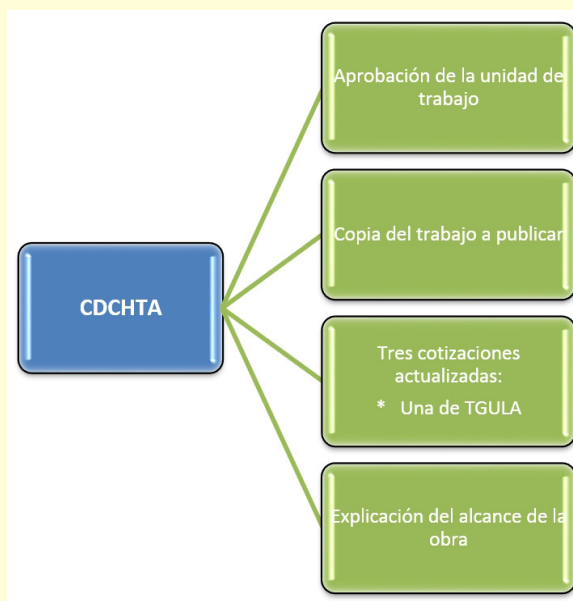 CDCHTA
Aprobación de la unidad de
trabajo
Copia del trabajo a publicar
Tres cotizaciones
actualizadas:
* Una de TGULA
Explicación del alcance de la
obra